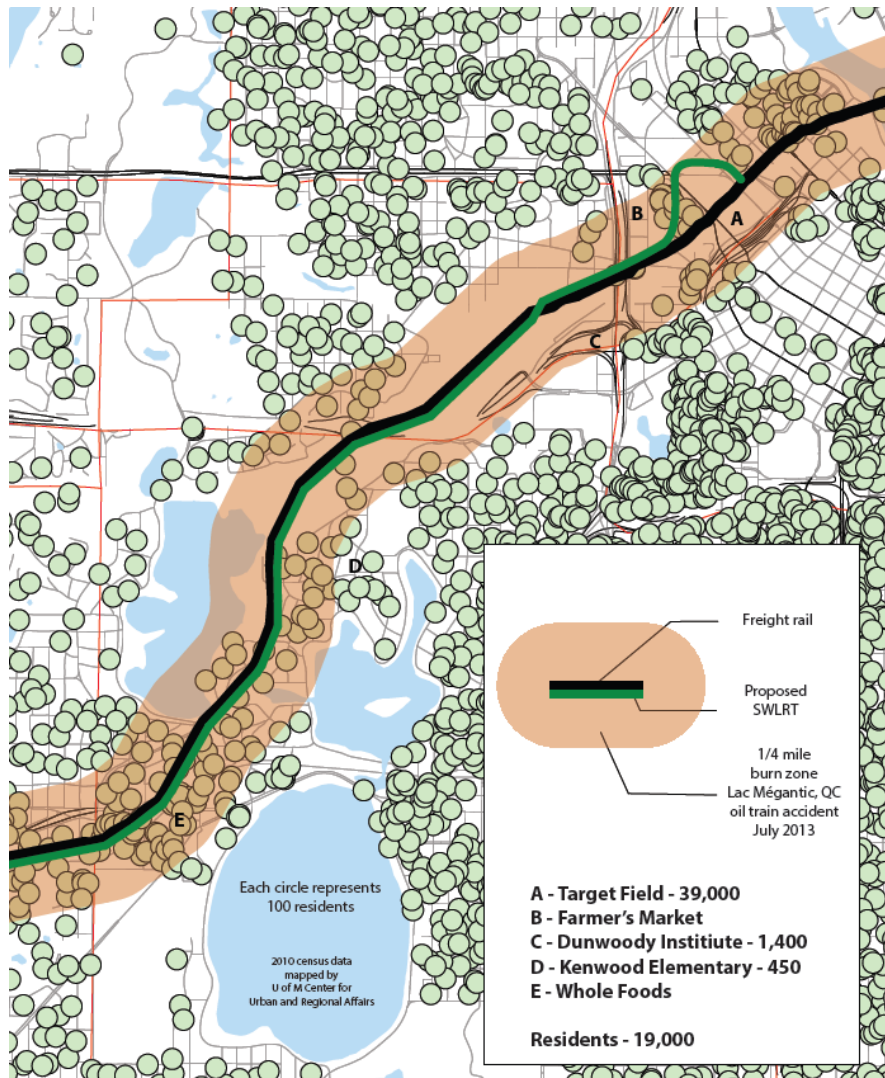 B
A
C
D
E
Each circle represents
100 residents
2010 census data
mapped by
U of M Center for
Urban and Regional Affairs
Freight rail
Proposed
SWLRT
1/4 mile
burn zone
Lac Mégantic, QC
oil train accident
July 2013
A - Target Field - 39,000
B - Farmer's Market
C - Dunwoody Institiute - 1,400
D - Kenwood Elementary - 450
E - Whole Foods
Residents - 19,000